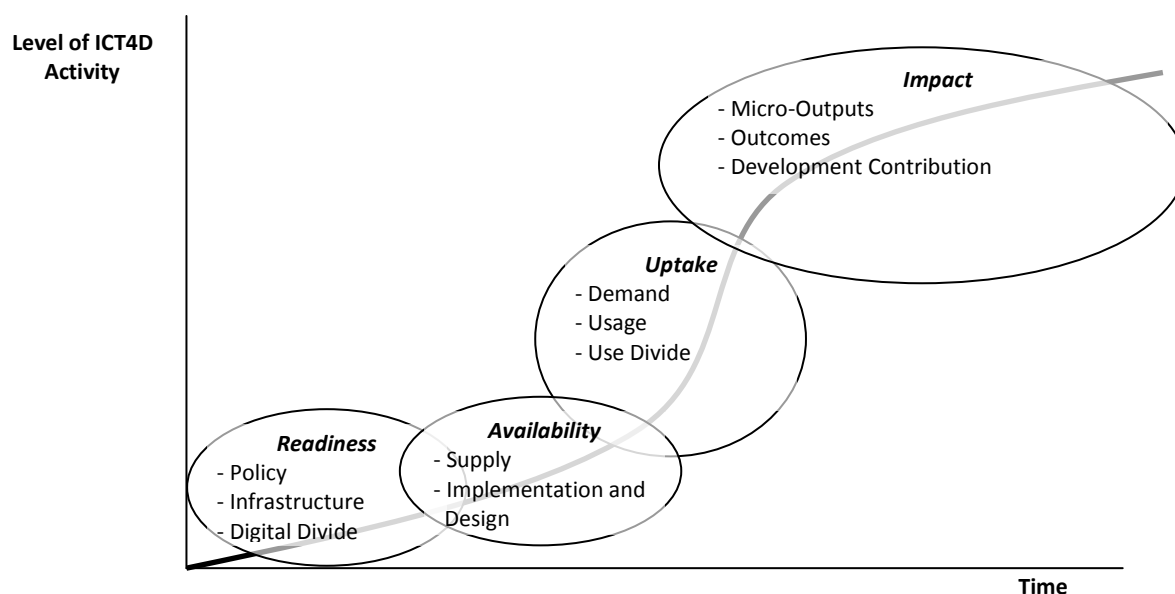 Level of ICT4D
Activity
Impact
- Micro-Outputs
- Outcomes
- Development Contribution
Uptake
- Demand
- Usage
- Use Divide
Availability
- Supply
- Implementation and
Design
Readiness
- Policy
- Infrastructure
- Digital Divide
Time